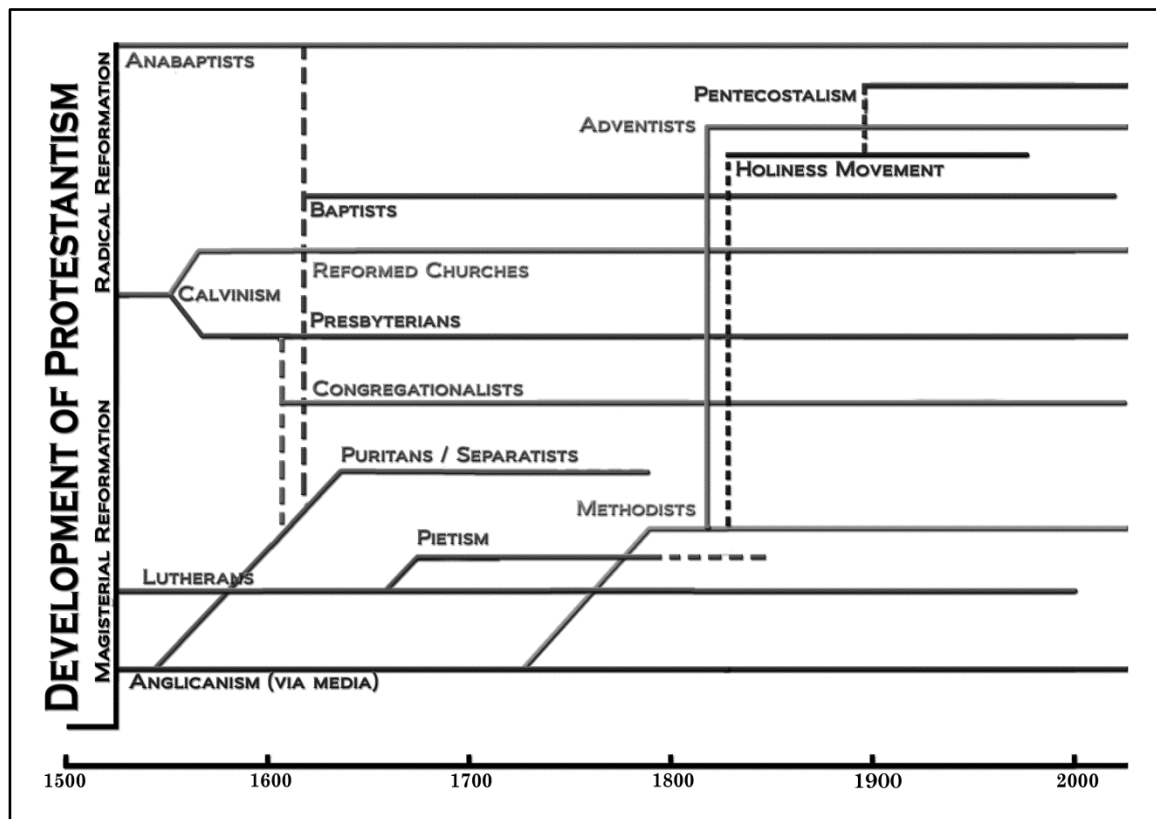 DEVELOPMENT OF PROTESTANTISM
RADICAL REFORMATION
MAGISTERIAL REFORMATION
ANABAPTISTS
PENTECOSTALISM
ADVENTISTS
HOLINESS MOVEMENT
BAPTISTS
REFORMED CHURCHES
CALVINISM
PRESBYTERIANS
CONGREGATIONALISTS
PURITANS / SEPARATISTS
METHODISTS
PIETISM
LUTHERANS
ANGLICANISM (VIA MEDIA)
1500 1600 1700 1800 1900 2000